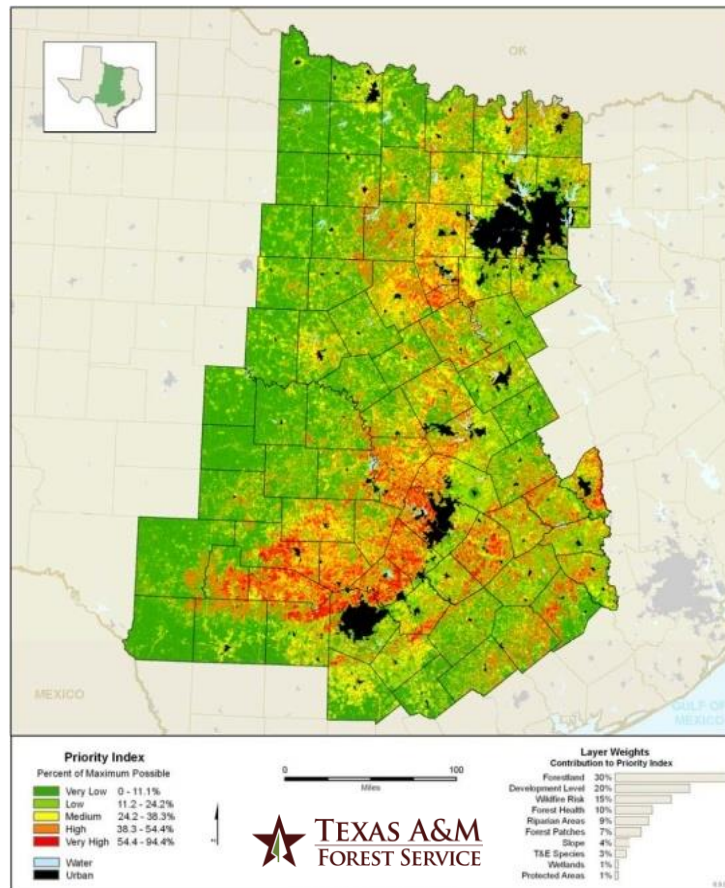 OK
MEXICO
GULF OF
MEXICO
Priority Index
Percent of Maximum Possible
Very Low 0 - 11.1%
Low 11.2 - 24.2%
Medium 24.2 - 38.3%
High 38.3 - 54.4%
Very High 54.4 - 94.4%
Water
Urban
0 100
Miles
TEXAS A&M
FOREST SERVICE
Layer Weights
Contribution to Priority Index
Forestland 30%
Development Level 20%
Wildfire Risk 15%
Forest Health 10%
Riparian Areas 9%
Forest Patches 7%
Slope 4%
T&E Species 3%
Wetlands 1%
Protected Areas 1%